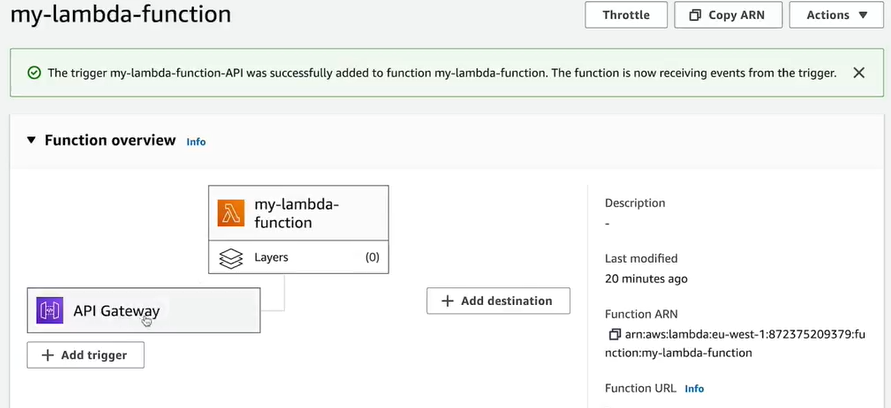 my-lambda-function
Throttle
Copy ARN
Actions
The trigger my-lambda-function-API was successfully added to function my-lambda-function. The function is now receiving events from the trigger.
Function overview Info
my-lambda-
function
Layers (0)
API Gateway
+ Add trigger
+ Add destination
Description
-
Last modified
20 minutes ago
Function ARN
arn:aws:lambda:eu-west-1:872375209379:fu
nction:my-lambda-function
Function URL Info